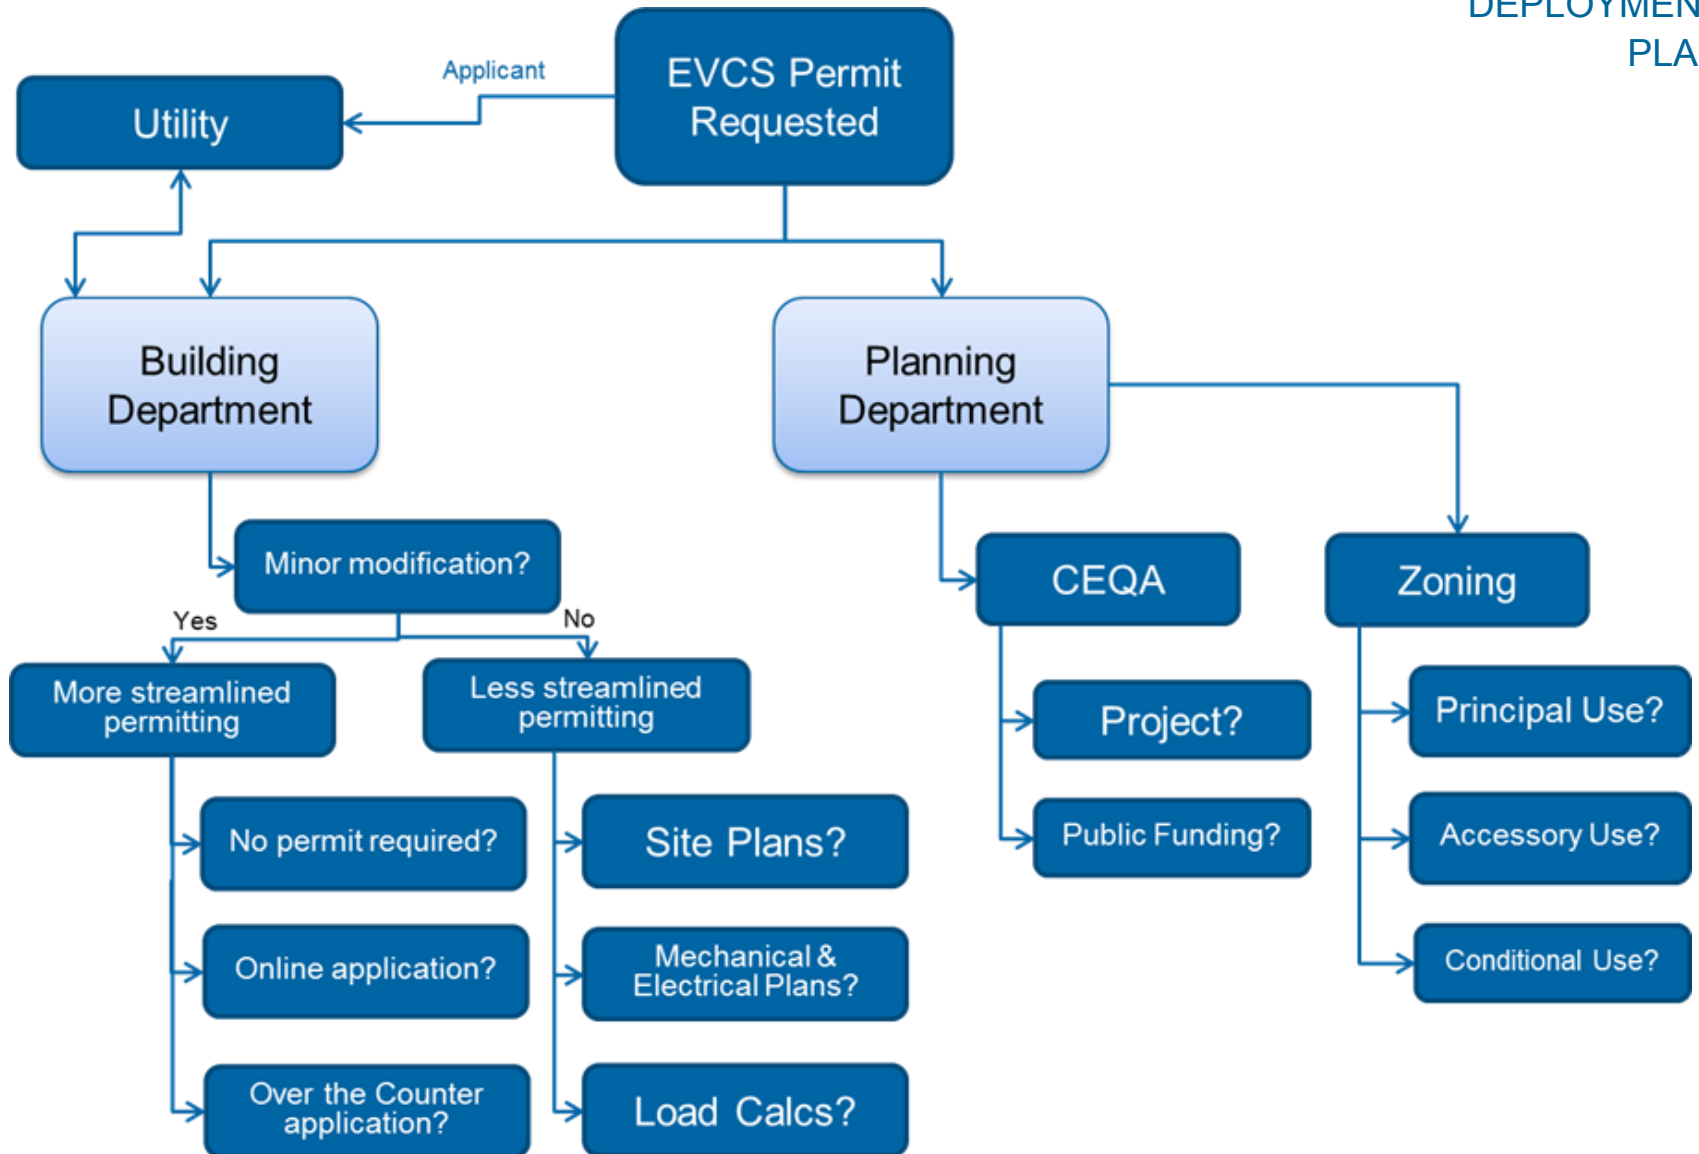 DEPLOYMEN
PLA
Applicant
EVCS Permit
Requested
Utility
Building
Department
Planning
Department
Minor modification?
CEQA
Zoning
Yes
No
More streamlined
permitting
Less streamlined
permitting
Project?
Principal Use?
No permit required?
Site Plans?
Public Funding?
Accessory Use?
Online application?
Mechanical &
Electrical Plans?
Conditional Use?
Over the Counter
application?
Load Calcs?